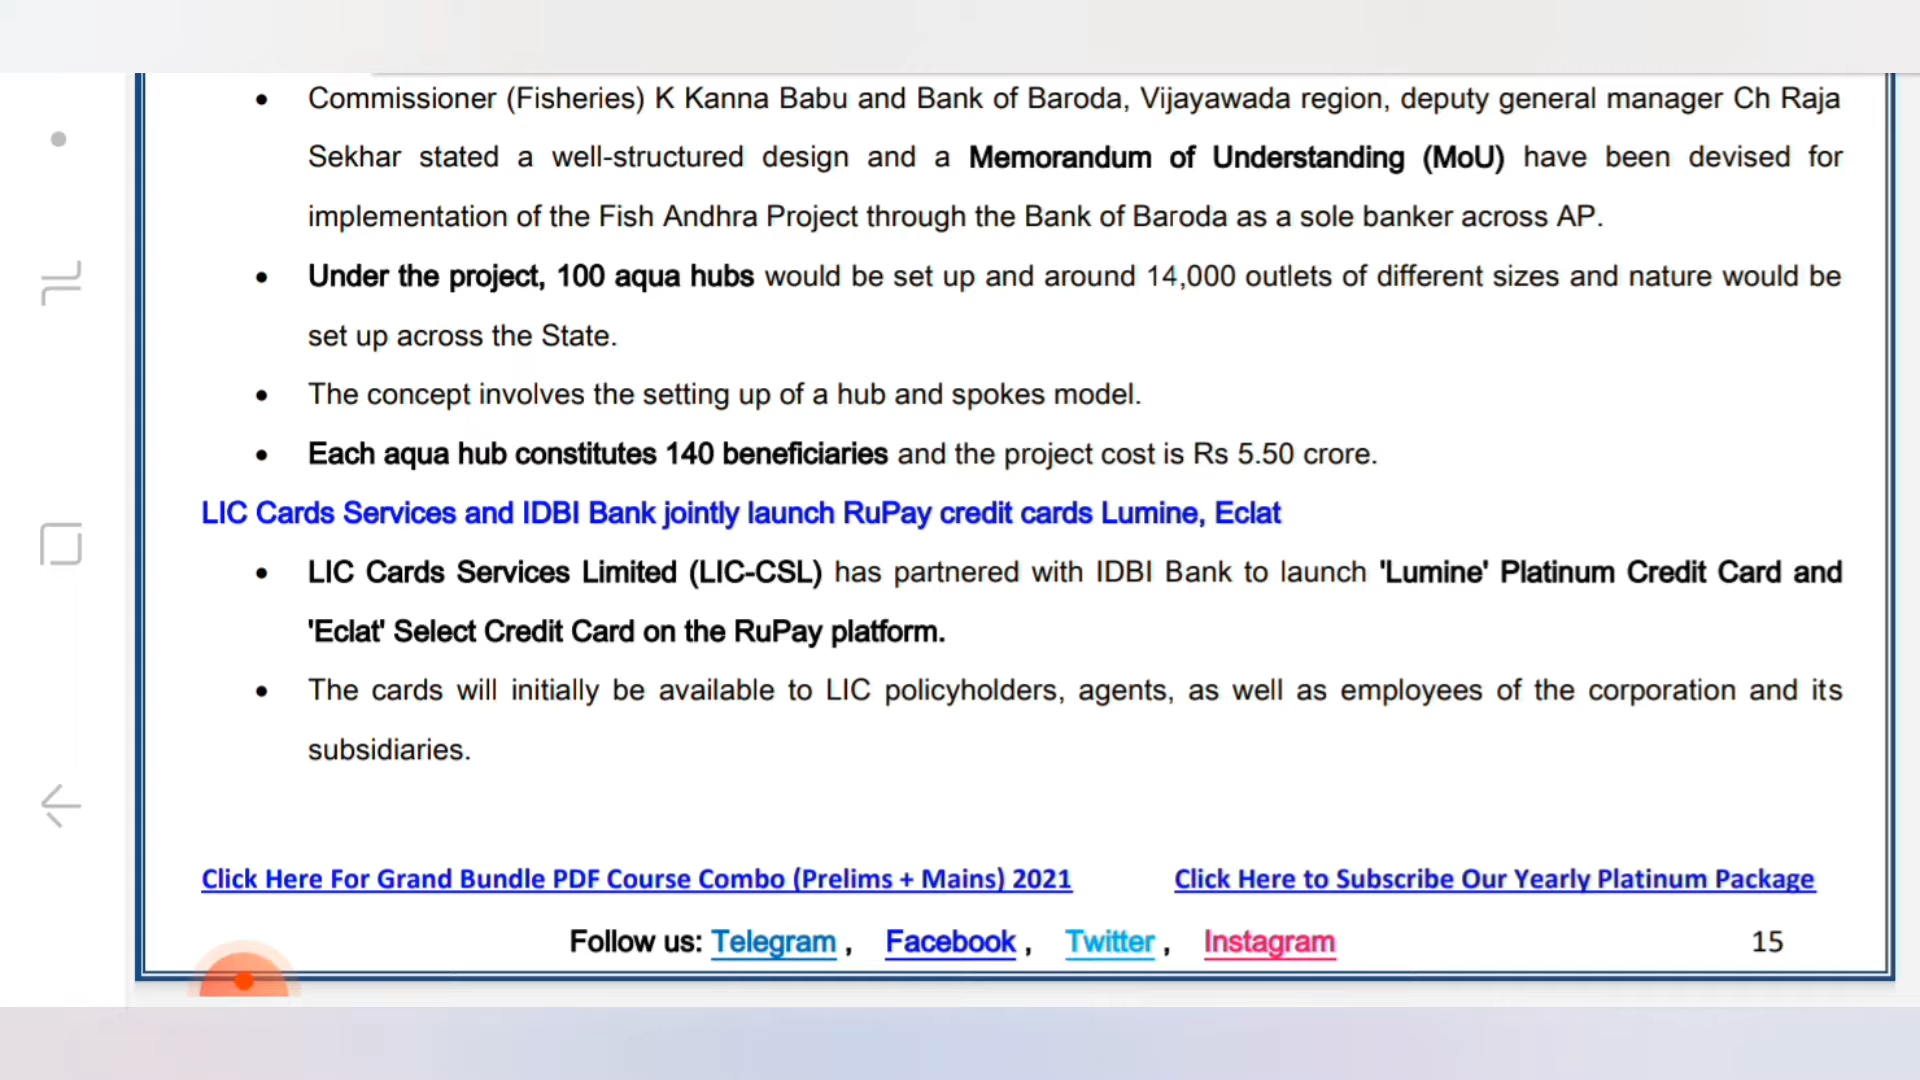 • Commissioner (Fisheries) K Kanna Babu and Bank of Baroda, Vijayawada region, deputy general manager Ch Raja
Sekhar stated a well-structured design and a Memorandum of Understanding (MoU) have been devised for
implementation of the Fish Andhra Project through the Bank of Baroda as a sole banker across AP.
• Under the project, 100 aqua hubs would be set up and around 14,000 outlets of different sizes and nature would be
set up across the State.
• The concept involves the setting up of a hub and spokes model.
• Each aqua hub constitutes 140 beneficiaries and the project cost is Rs 5.50 crore.
LIC Cards Services and IDBI Bank jointly launch RuPay credit cards Lumine, Eclat
• LIC Cards Services Limited (LIC-CSL) has partnered with IDBI Bank to launch 'Lumine' Platinum Credit Card and
'Eclat' Select Credit Card on the RuPay platform.
• The cards will initially be available to LIC policyholders, agents, as well as employees of the corporation and its
subsidiaries.
Click Here For Grand Bundle PDF Course Combo (Prelims + Mains) 2021 Click Here to Subscribe Our Yearly Platinum Package
Follow us: Telegram , Facebook , Twitter , Instagram 15